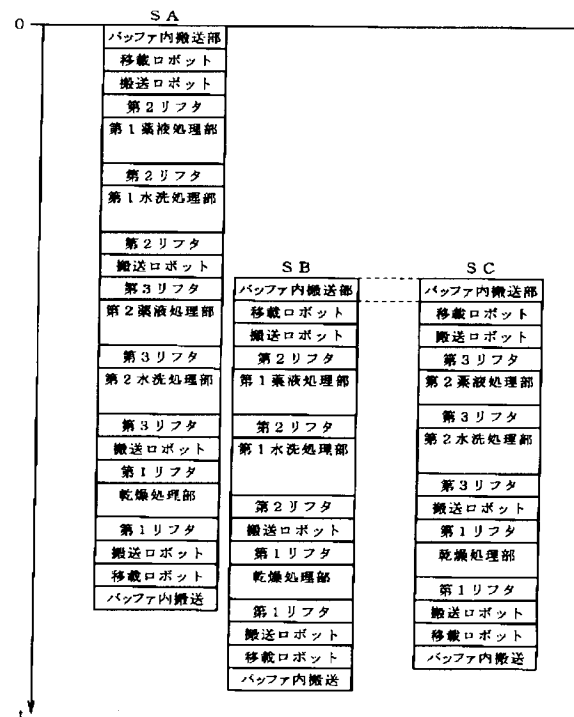 0
SA
バッファ内搬送部
移載ロボット
搬送ロボット
第2リフタ
第1薬液処理部
第2リフタ
第1水洗処理部
第2リフタ
搬送ロボット
第3リフタ
第2薬液処理部
第3リフタ
第2水洗処理部
第3リフタ
搬送ロボット
第1リフタ
乾燥処理部
第1リフタ
搬送ロボット
移載ロボット
バッファ内搬送
SB
バッファ内搬送部
移載ロボット
搬送ロボット
第2リフタ
第1薬液処理部
第2リフタ
第1水洗処理部
第2リフタ
搬送ロボット
第1リフタ
乾燥処理部
第1リフタ
搬送ロボット
移載ロボット
バッファ内搬送
SC
バッファ内搬送部
移載ロボット
搬送ロボット
第3リフタ
第2薬液処理部
第3リフタ
第2水洗処理部
第3リフタ
搬送ロボット
第1リフタ
乾燥処理部
第1リフタ
搬送ロボット
移載ロボット
バッファ内搬送
t